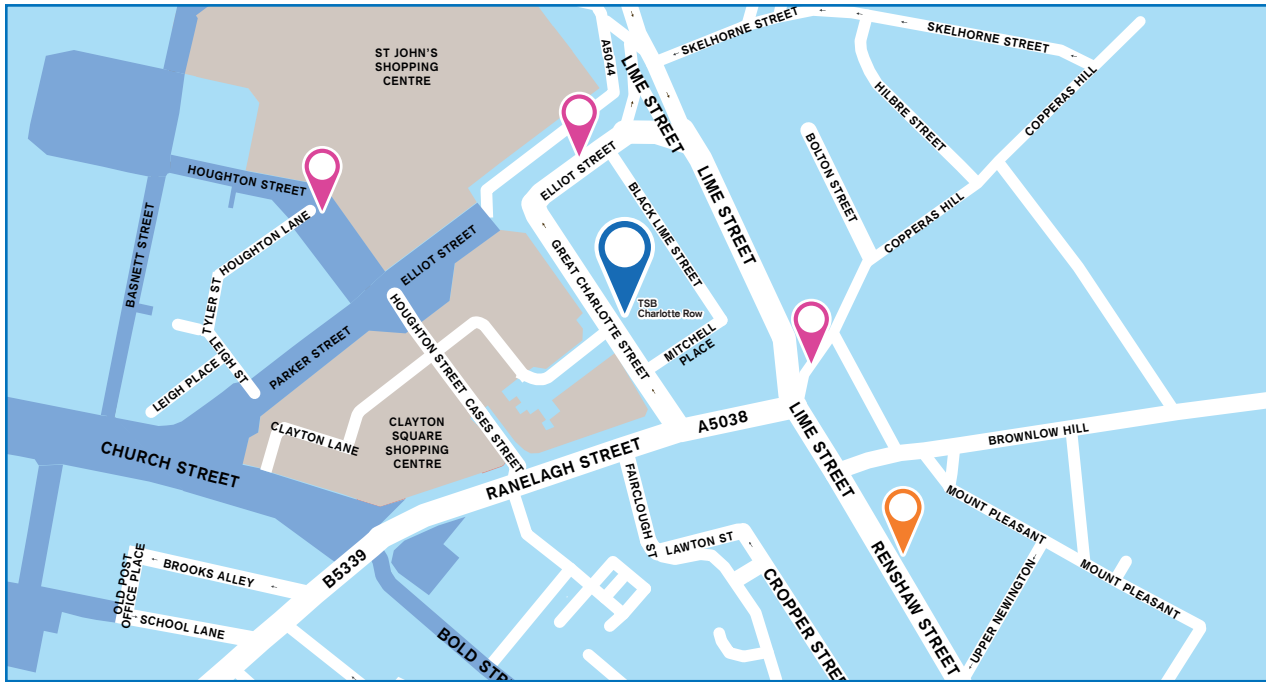 ST JOHN'S
SHOPPING
CENTRE
A5044
LIME STREET
SKELHORNE STREET
SKELHORNE STREET
HILBRE STREET
COPPERAS HILL
BOLTON STREET
COPPERAS HILL
HOUGHTON STREET
ELLIOT STREET
BLACK LIME STREET
LIME STREET
BASNETT STREET
HOUGHTON LANE
TYLER ST
ELLIOT STREET
GREAT CHARLOTTE STREET
TSB
Charlotte Row
MITCHELL
PLACE
HOUGHTON STREET
CASES STREET
PARKER STREET
LEIGH ST
LEIGH PLACE
CLAYTON LANE
CLAYTON
SQUARE
SHOPPING
CENTRE
CHURCH STREET
RANELAGH STREET
A5038
LIME STREET
BROWNLOW HILL
FAIRCLOUGH ST
LAWTON ST
MOUNT PLEASANT
MOUNT PLEASANT
RENSHAW STREET
UPPER NEWINGTON
CROPPER STREE
B5339
BROOKS ALLEY
OLD POST
OFFICE PLACE
SCHOOL LANE
BOLD STR